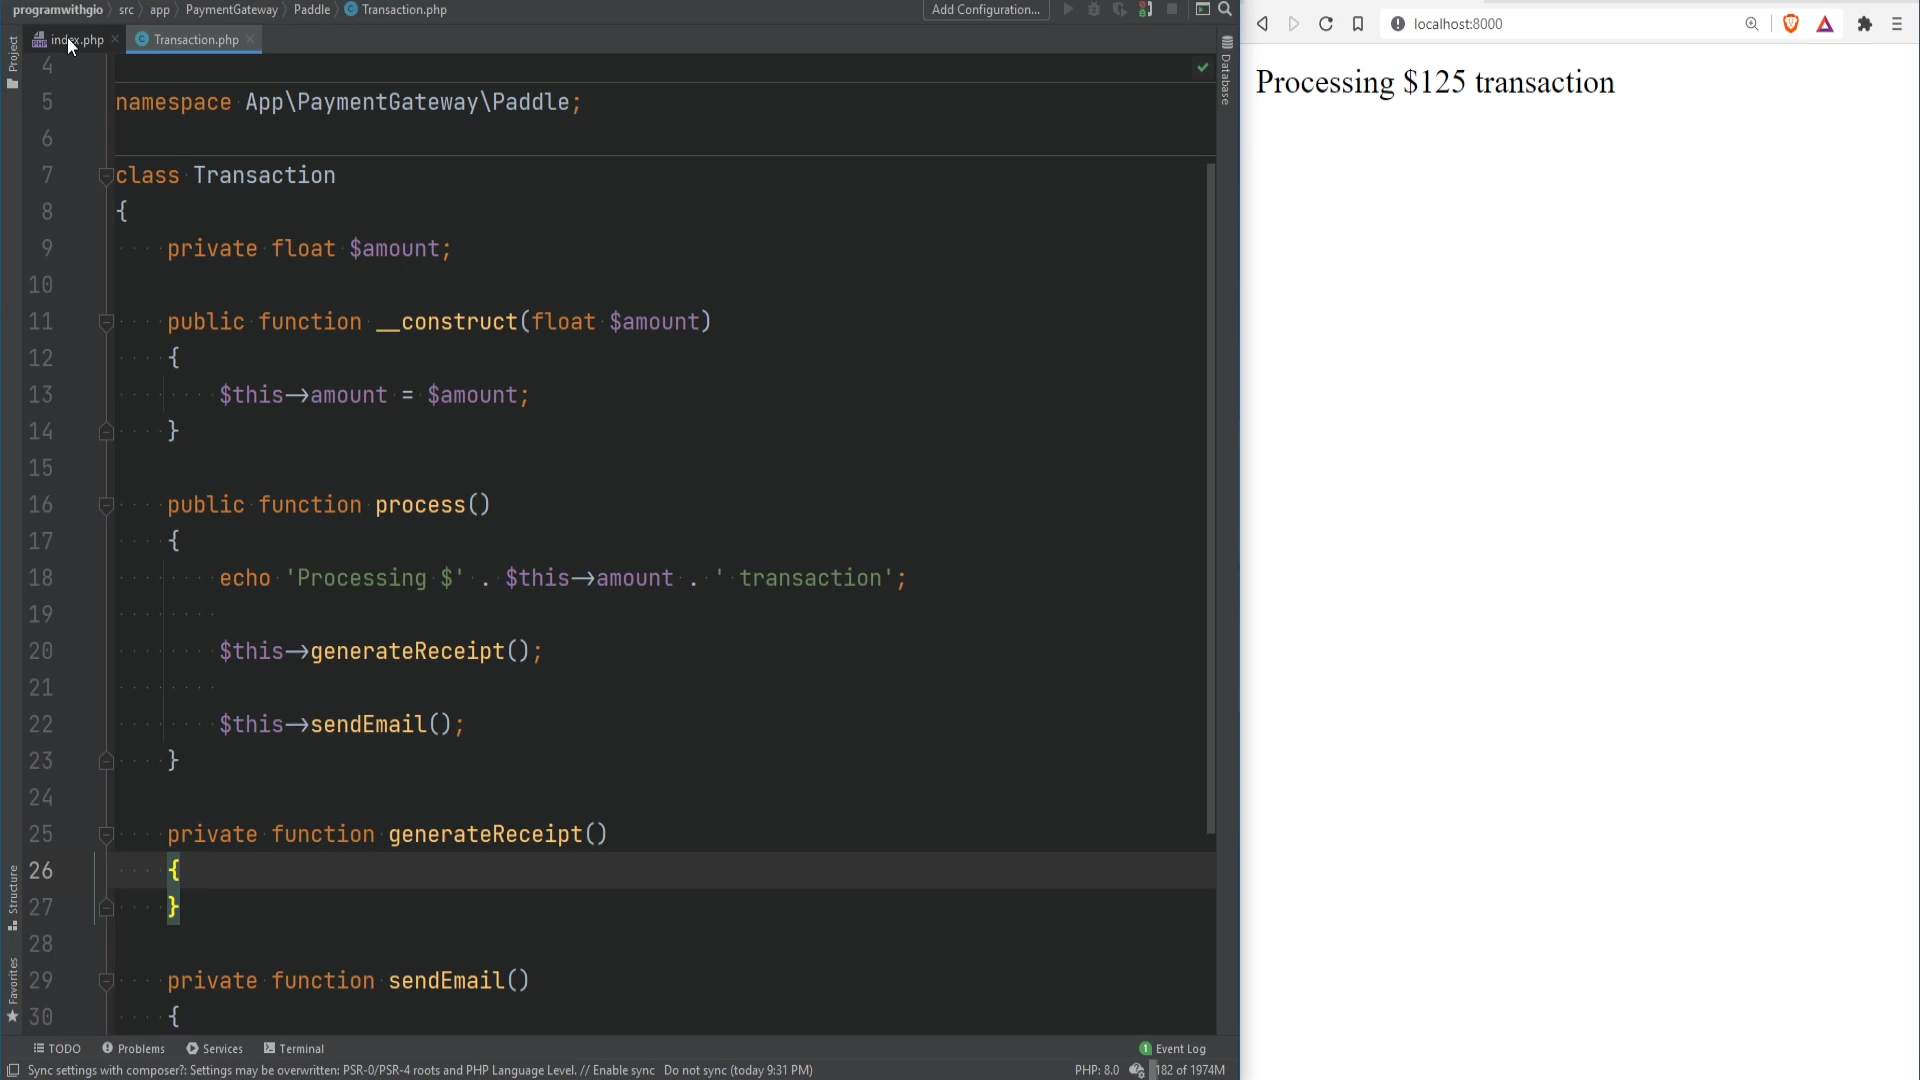 programwithgio src app PaymentGateway Paddle Transaction.php
Add Configuration...
index.php Transaction.php
localhost:8000
Project
Database
Structure
Favorites
4
5 namespace App\PaymentGateway\Paddle;
6
7 class Transaction
8 {
9 private float $amount;
10
11 public function __construct(float $amount)
12 {
13 $this->amount = $amount;
14 }
15
16 public function process()
17 {
18 echo 'Processing $' . $this->amount . ' transaction';
19
20 $this->generateReceipt();
21
22 $this->sendEmail();
23 }
24
25 private function generateReceipt()
26 {
27 }
28
29 private function sendEmail()
30 {
TODO Problems Services Terminal
1 Event Log
Sync settings with composer?: Settings may be overwritten: PSR-0/PSR-4 roots and PHP Language Level. // Enable sync Do not sync (today 9:31 PM)
PHP: 8.0 182 of 1974M
Processing $125 transaction